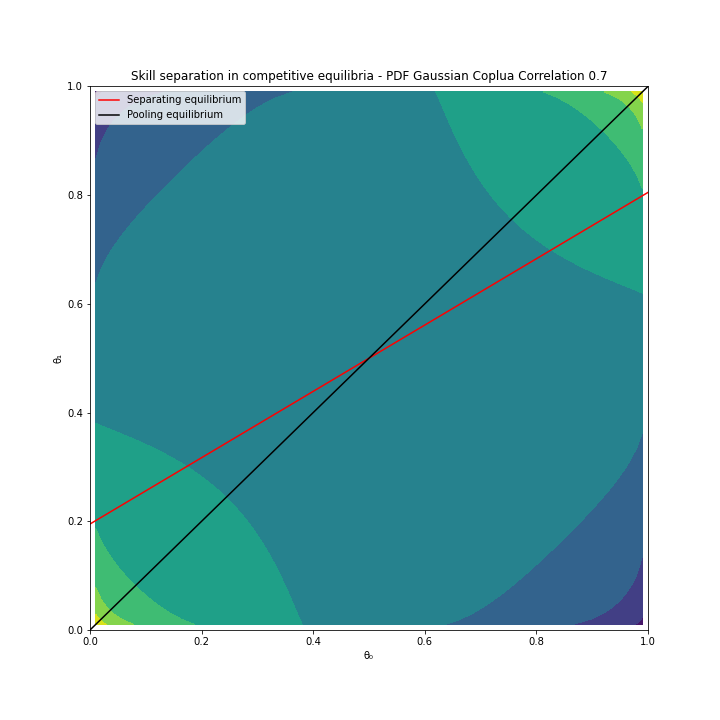 Skill separation in competitive equilibria - PDF Gaussian Coplua Correlation 0.7
1.0
Separating equilibrium
Pooling equilibrium
0.8
0.6
θ₁
0.4
0.2
0.0
0.0 0.2 0.4 0.6 0.8 1.0
θ₀